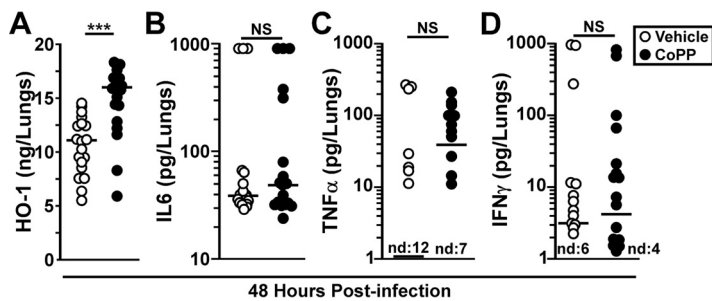 A
B
C
D
Vehicle
CoPP
***
NS
NS
NS
HO-1 (ng/Lungs)
20
15
10
5
0
IL6 (pg/Lungs)
1000
100
10
TNFα (pg/Lungs)
1000
100
10
1
nd:12
nd:7
IFNγ (pg/Lungs)
1000
100
10
1
nd:6
nd:4
48 Hours Post-infection